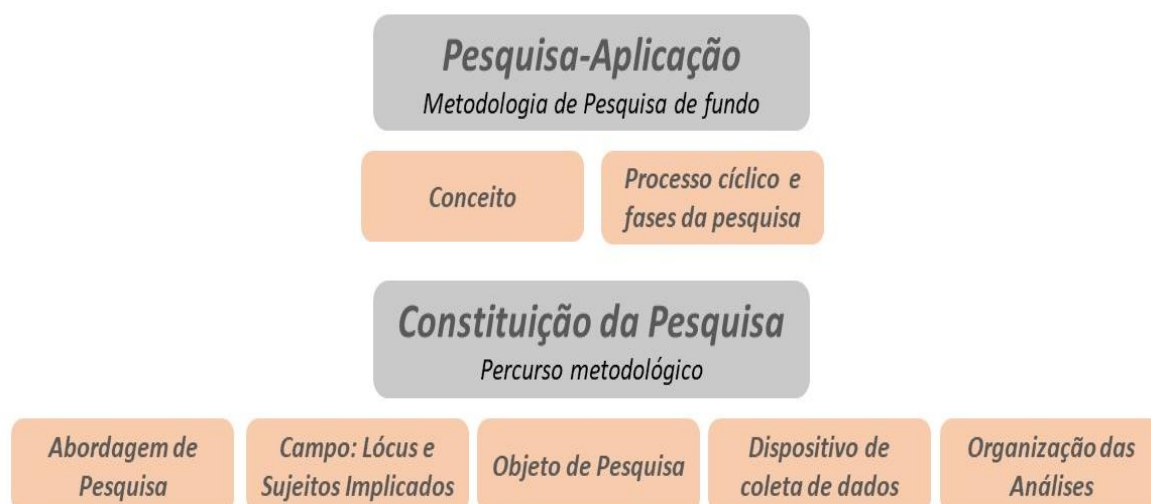 Pesquisa-Aplicação
Metodologia de Pesquisa de fundo
Conceito
Processo cíclico e
fases da pesquisa
Constituição da Pesquisa
Percurso metodológico
Abordagem de
Pesquisa
Campo: Lócus e
Sujeitos Implicados
Objeto de Pesquisa
Dispositivo de
coleta de dados
Organização das
Análises